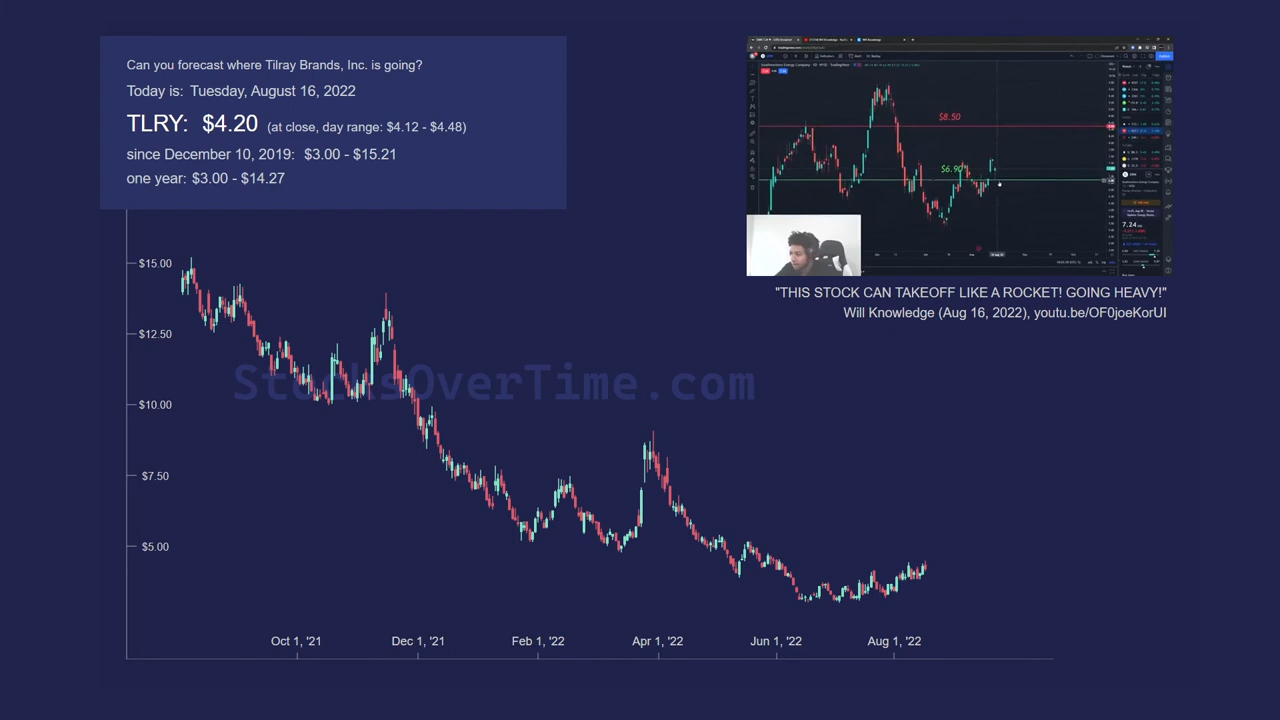 Can you forecast where Tilray Brands, Inc. is going?
Today is: Tuesday, August 16, 2022
TLRY: $4.20 (at close, day range: $4.12 - $4.48)
since December 10, 2019: $3.00 - $15.21
one year: $3.00 - $14.27
$8.50
$6.90
7.24
"THIS STOCK CAN TAKEOFF LIKE A ROCKET! GOING HEAVY!"
Will Knowledge (Aug 16, 2022), youtu.be/OF0joeKorUI
StocksOverTime.com
$15.00
$12.50
$10.00
$7.50
$5.00
Oct 1, '21
Dec 1, '21
Feb 1, '22
Apr 1, '22
Jun 1, '22
Aug 1, '22